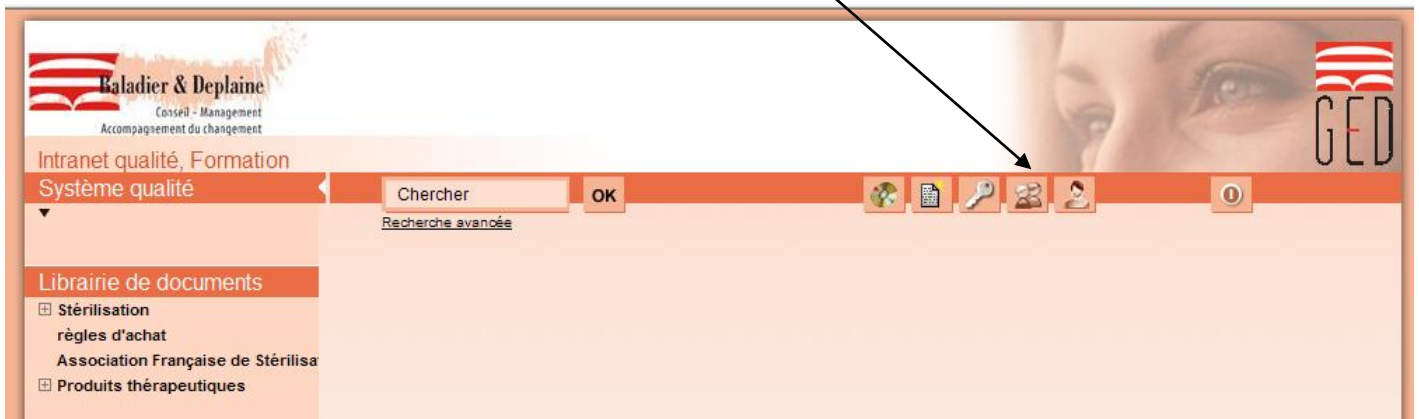 Baladier & Deplaine
Conseil - Management
Accompagnement du changement
GED
Intranet qualité, Formation
Système qualité
Chercher
OK
Recherche avancée
Librairie de documents
Stérilisation
règles d'achat
Association Française de Stérilisa
Produits thérapeutiques